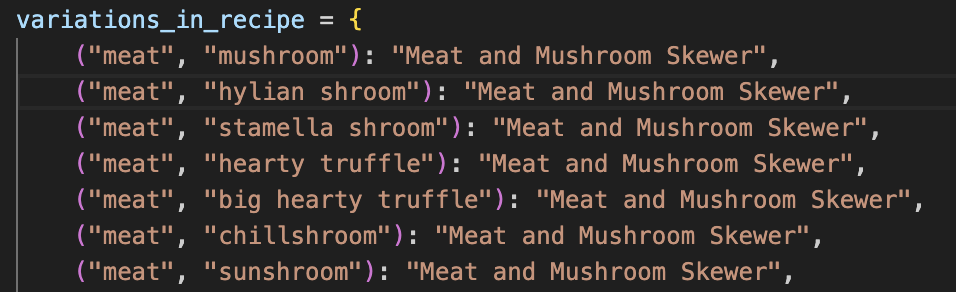 variations_in_recipe = {
("meat", "mushroom"): "Meat and Mushroom Skewer",
("meat", "hylian shroom"): "Meat and Mushroom Skewer",
("meat", "stamella shroom"): "Meat and Mushroom Skewer",
("meat", "hearty truffle"): "Meat and Mushroom Skewer",
("meat", "big hearty truffle"): "Meat and Mushroom Skewer",
("meat", "chillshroom"): "Meat and Mushroom Skewer",
("meat", "sunshroom"): "Meat and Mushroom Skewer",